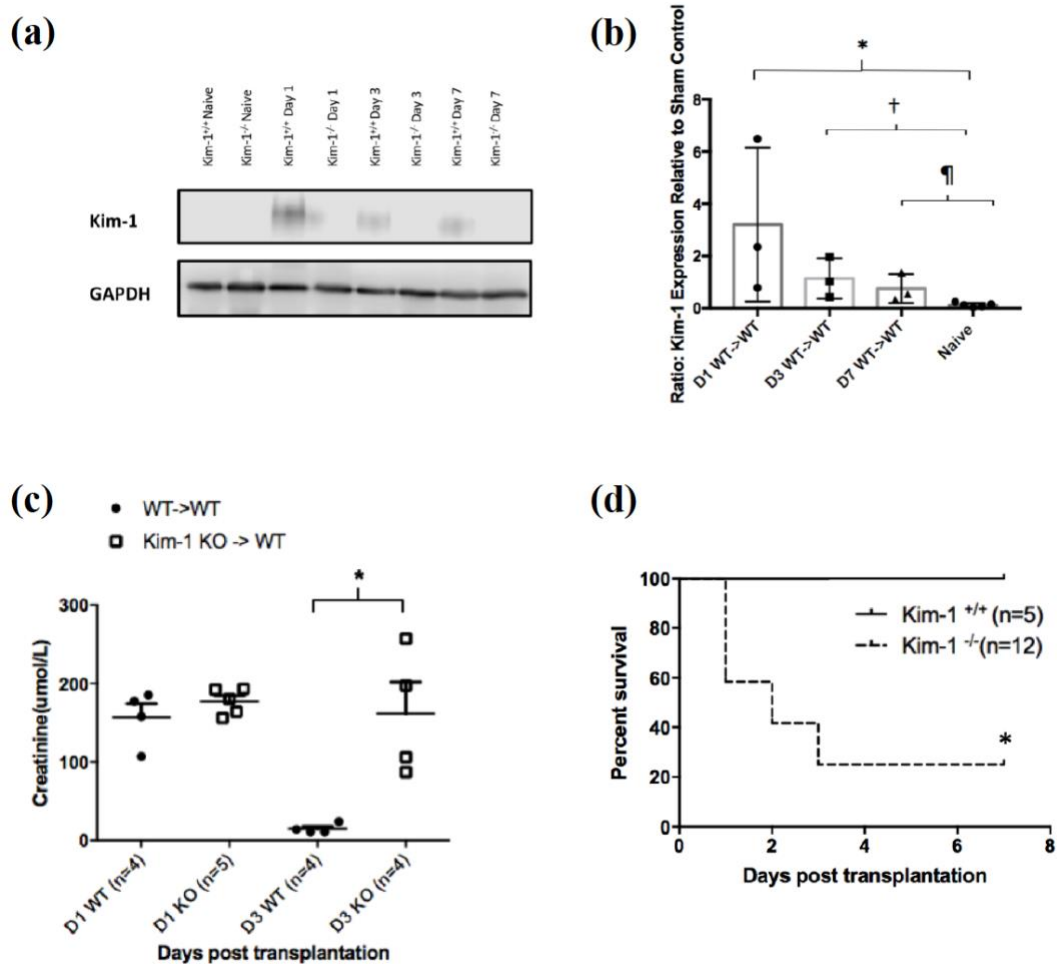 (a)
Kim-1+/+ Naive
Kim-1-/- Naive
Kim-1+/+ Day 1
Kim-1-/- Day 1
Kim-1+/+ Day 3
Kim-1-/- Day 3
Kim-1+/+ Day 7
Kim-1-/- Day 7
Kim-1
GAPDH
(b)
Ratio: Kim-1 Expression Relative to Sham Control
*
†
¶
8
6
4
2
0
D1 WT->WT
D3 WT->WT
D7 WT->WT
Naive
(c)
WT->WT
Kim-1 KO -> WT
*
Creatinine(umol/L)
300
200
100
0
D1 WT (n=4)
D1 KO (n=5)
D3 WT (n=4)
D3 KO (n=4)
Days post transplantation
(d)
Percent survival
100
80
60
40
20
0
Kim-1 +/+ (n=5)
Kim-1 -/-(n=12)
*
0 2 4 6 8
Days post transplantation